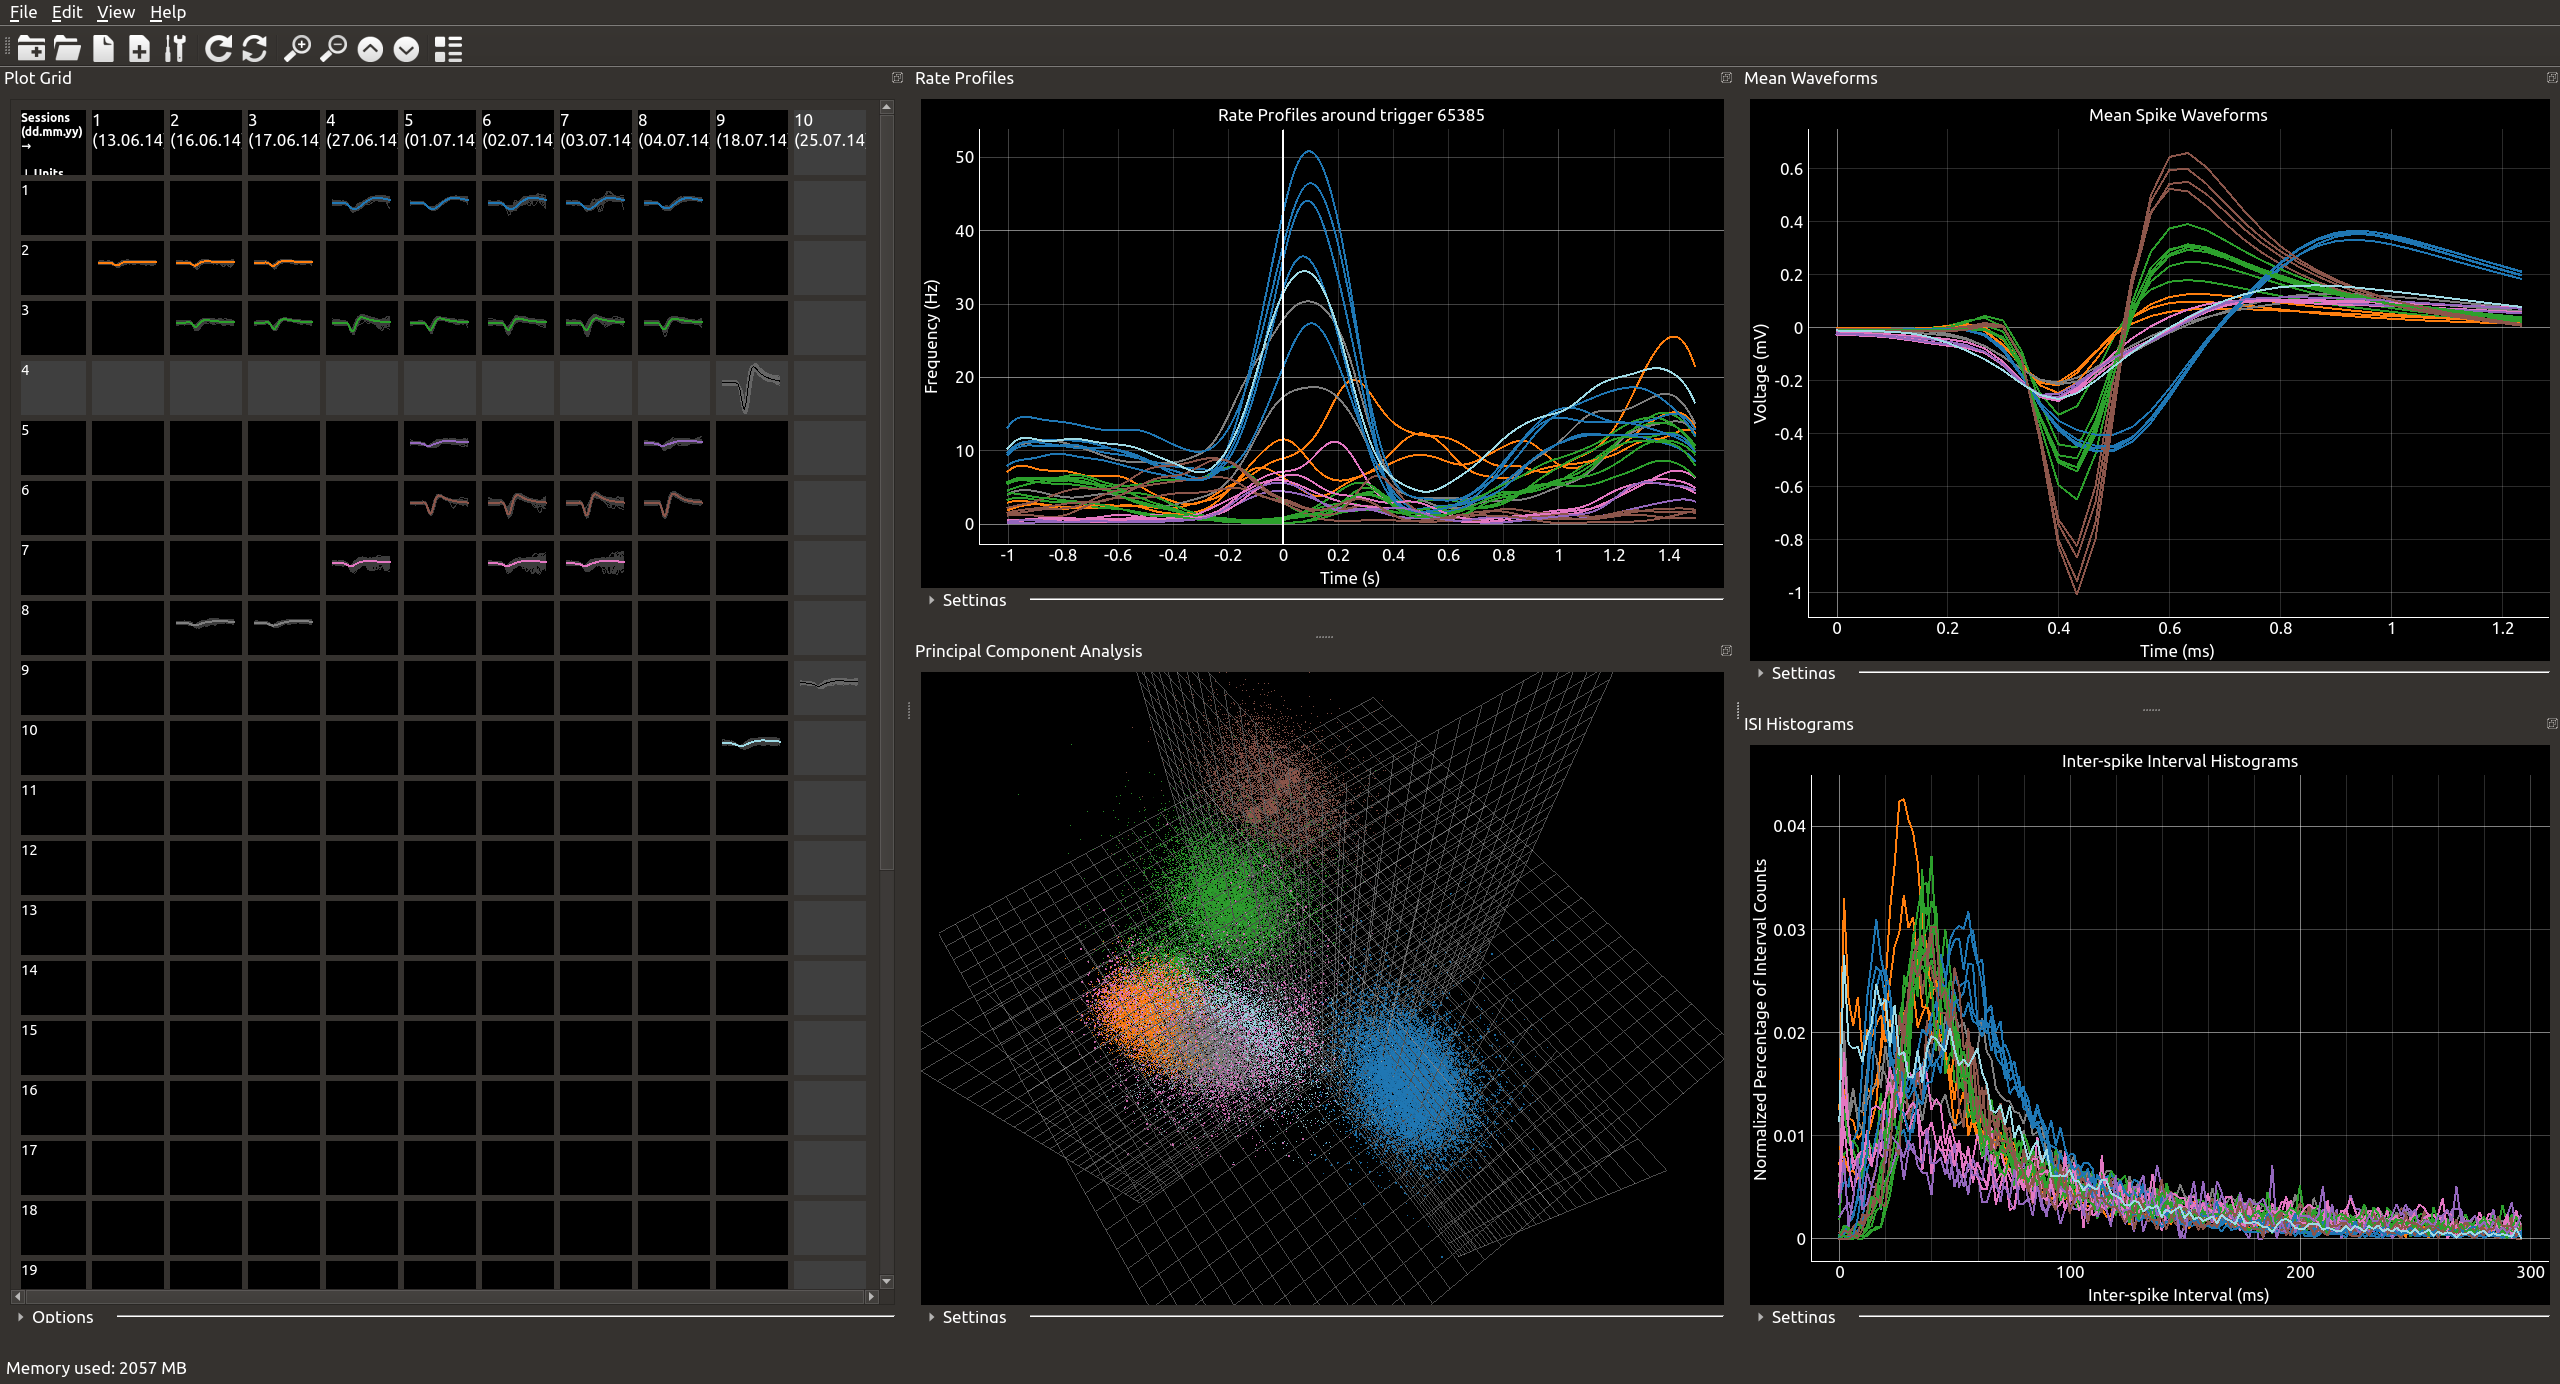 File Edit View Help
Plot Grid
Sessions
(dd.mm.yy)
→
↓ Units
1
(13.06.14
2
(16.06.14
3
(17.06.14
4
(27.06.14
5
(01.07.14
6
(02.07.14
7
(03.07.14
8
(04.07.14
9
(18.07.14
10
(25.07.14
1
2
3
4
5
6
7
8
9
10
11
12
13
14
15
16
17
18
19
Options
Memory used: 2057 MB
Rate Profiles
Rate Profiles around trigger 65385
Frequency (Hz)
50
40
30
20
10
0
-1 -0.8 -0.6 -0.4 -0.2 0 0.2 0.4 0.6 0.8 1 1.2 1.4
Time (s)
Settings
Principal Component Analysis
Settings
Mean Waveforms
Mean Spike Waveforms
Voltage (mV)
0.6
0.4
0.2
0
-0.2
-0.4
-0.6
-0.8
-1
0 0.2 0.4 0.6 0.8 1 1.2
Time (ms)
Settings
ISI Histograms
Inter-spike Interval Histograms
Normalized Percentage of Interval Counts
0.04
0.03
0.02
0.01
0
0 100 200 300
Inter-spike Interval (ms)
Settings